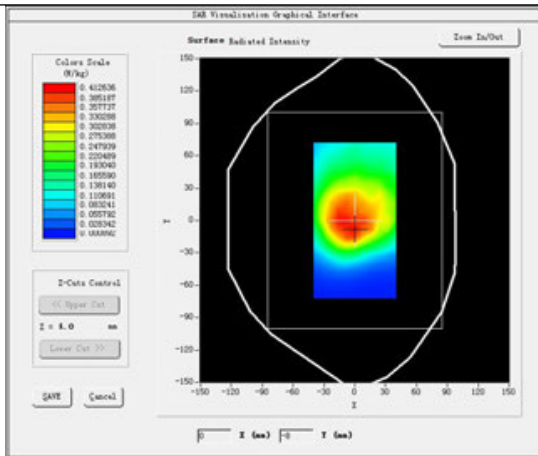 SAR Visualisation Graphical Interface
Surface Radiated Intensity
Zoom In/Out
Colors Scale
(W/kg)
0.412636
0.385187
0.357737
0.330288
0.302838
0.275388
0.247939
0.220489
0.193040
0.165590
0.138140
0.110691
0.083241
0.055792
0.028342
150
120
90
60
30
0
-30
-60
-90
-120
-150
Y
-150 -120 -90 -60 -30 0 30 60 90 120 150
X
Z-Cuts Control
<< Upper Cut
Z = 4.0 mm
Lower Cut >>
SAVE
Cancel
0 X (mm) -8 Y (mm)